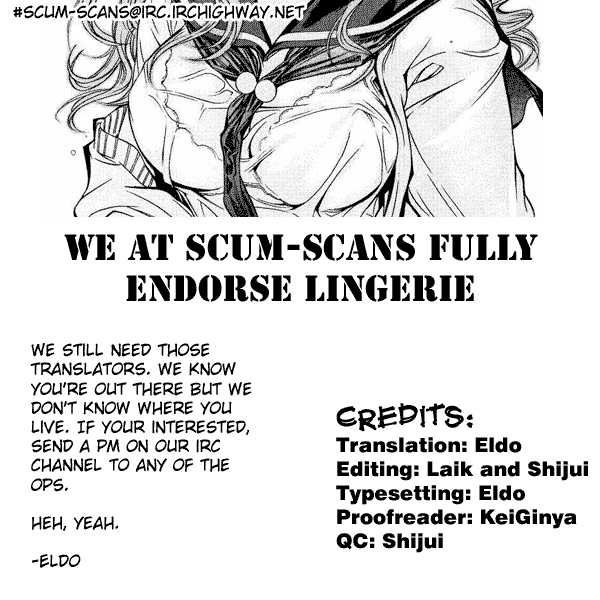 #SCUM-SCANS@IRC.IRCHIGHWAY.NET
WE AT SCUM-SCANS FULLY
ENDORSE LINGERIE
WE STILL NEED THOSE
TRANSLATORS. WE KNOW
YOU'RE OUT THERE BUT WE
DON'T KNOW WHERE YOU
LIVE. IF YOUR INTERESTED,
SEND A PM ON OUR IRC
CHANNEL TO ANY OF THE
OPS.
HEH, YEAH.
-ELDO
CREDITS:
Translation: Eldo
Editing: Laik and Shijui
Typesetting: Eldo
Proofreader: KeiGinya
QC: Shijui